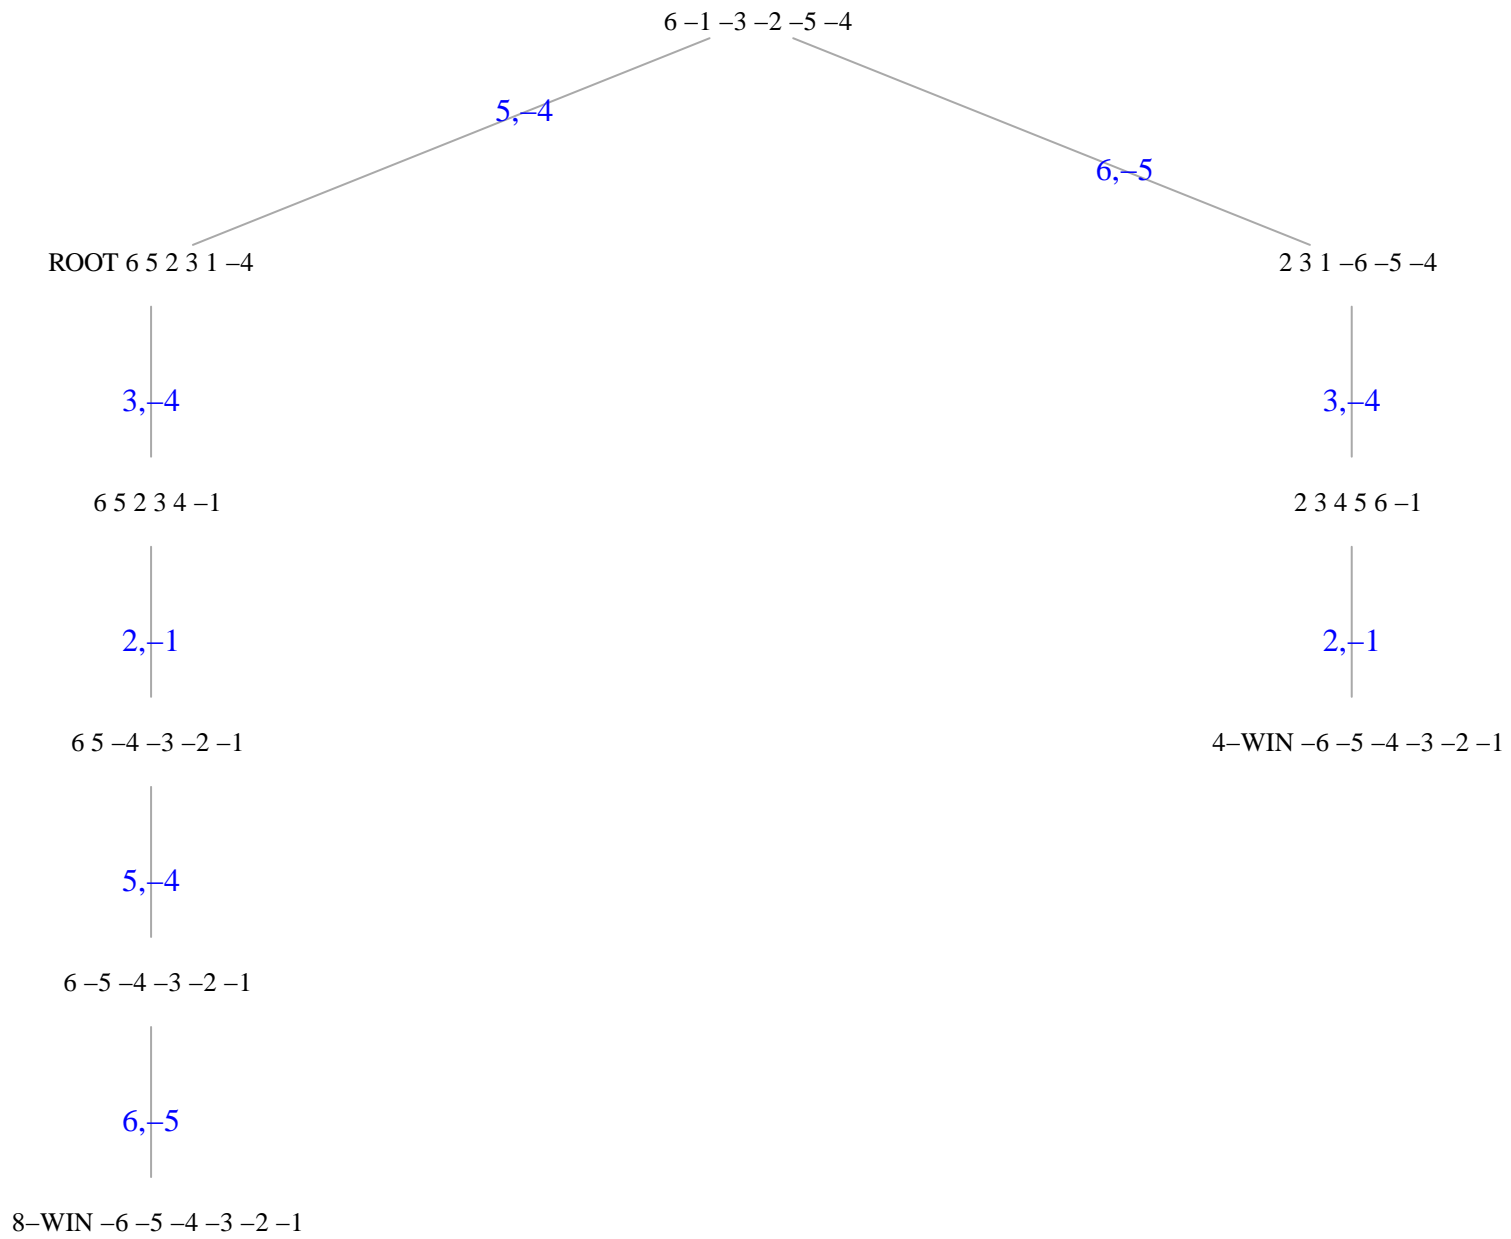 6 –1 –3 –2 –5 –4
5,–4
6,–5
ROOT 6 5 2 3 1 –4
2 3 1 –6 –5 –4
3,–4
3,–4
6 5 2 3 4 –1
2 3 4 5 6 –1
2,–1
2,–1
6 5 –4 –3 –2 –1
4–WIN –6 –5 –4 –3 –2 –1
5,–4
6 –5 –4 –3 –2 –1
6,–5
8–WIN –6 –5 –4 –3 –2 –1